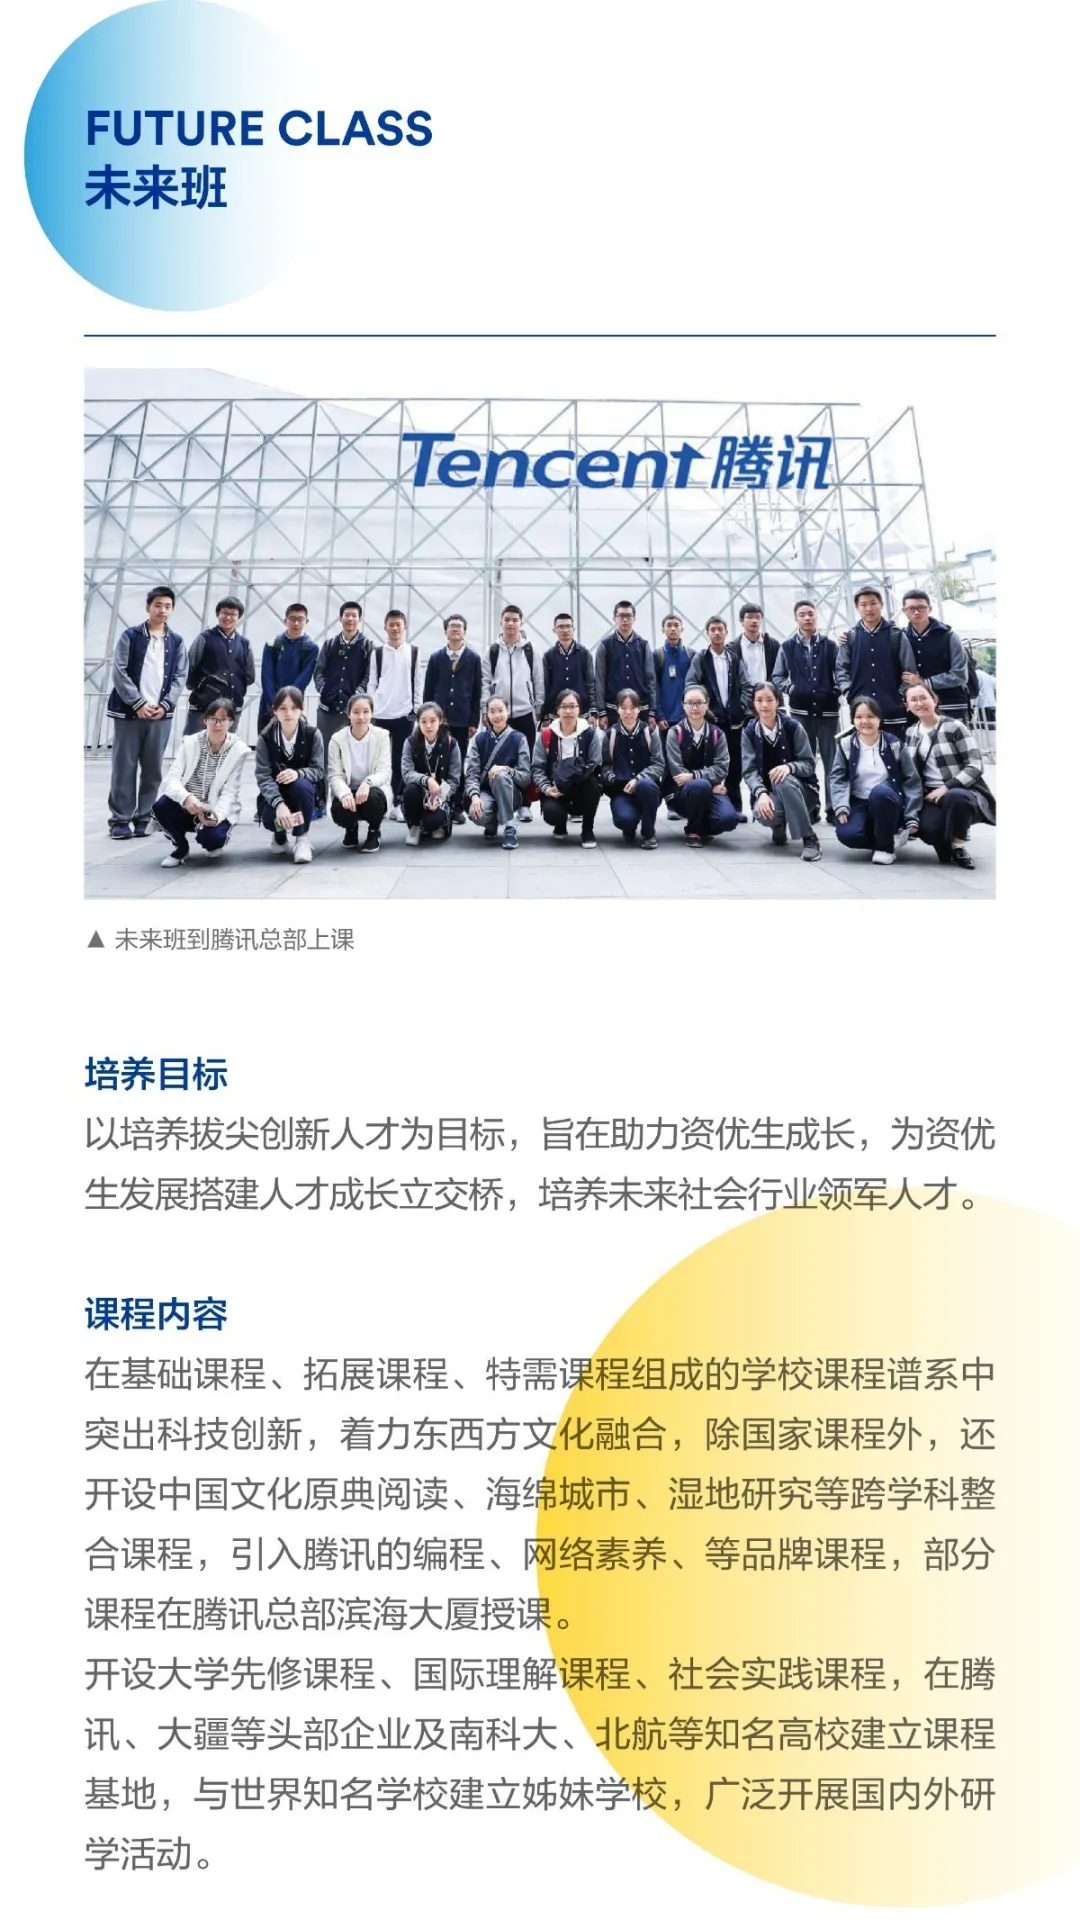 FUTURE CLASS
未来班
Tencent 腾讯
▲ 未来班到腾讯总部上课
培养目标
以培养拔尖创新人才为目标，旨在助力资优生成长，为资优
生发展搭建人才成长立交桥，培养未来社会行业领军人才。
课程内容
在基础课程、拓展课程、特需课程组成的学校课程谱系中
突出科技创新，着力东西方文化融合，除国家课程外，还
开设中国文化原典阅读、海绵城市、湿地研究等跨学科整
合课程，引入腾讯的编程、网络素养、等品牌课程，部分
课程在腾讯总部滨海大厦授课。
开设大学先修课程、国际理解课程、社会实践课程，在腾
讯、大疆等头部企业及南科大、北航等知名高校建立课程
基地，与世界知名学校建立姊妹学校，广泛开展国内外研
学活动。